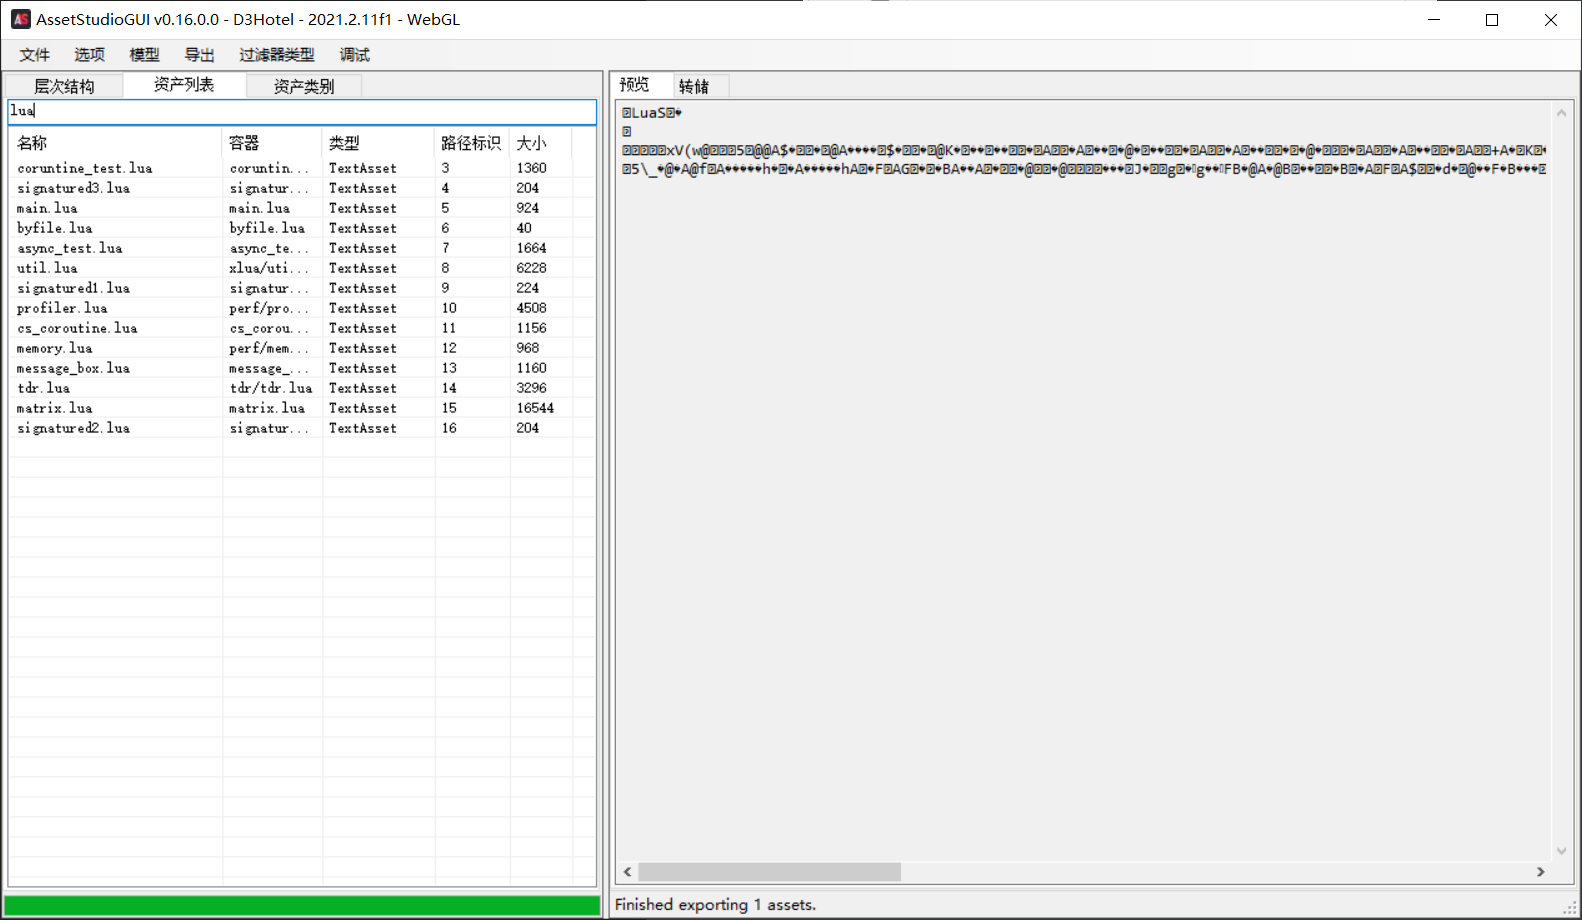 AssetStudioGUI v0.16.0.0 - D3Hotel - 2021.2.11f1 - WebGL
文件 选项 模型 导出 过滤器类型 调试
层次结构 资产列表 资产类别
lua
名称 容器 类型 路径标识 大小
coruntine_test.lua coruntin... TextAsset 3 1360
signatured3.lua signatur... TextAsset 4 204
main.lua main.lua TextAsset 5 924
byfile.lua byfile.lua TextAsset 6 40
async_test.lua async_te... TextAsset 7 1664
util.lua xlua/uti... TextAsset 8 6228
signatured1.lua signatur... TextAsset 9 224
profiler.lua perf/pro... TextAsset 10 4508
cs_coroutine.lua cs_corou... TextAsset 11 1156
memory.lua perf/mem... TextAsset 12 968
message_box.lua message_... TextAsset 13 1160
tdr.lua tdr/tdr.lua TextAsset 14 3296
matrix.lua matrix.lua TextAsset 15 16544
signatured2.lua signatur... TextAsset 16 204
预览 转储
LuaS
Finished exporting 1 assets.